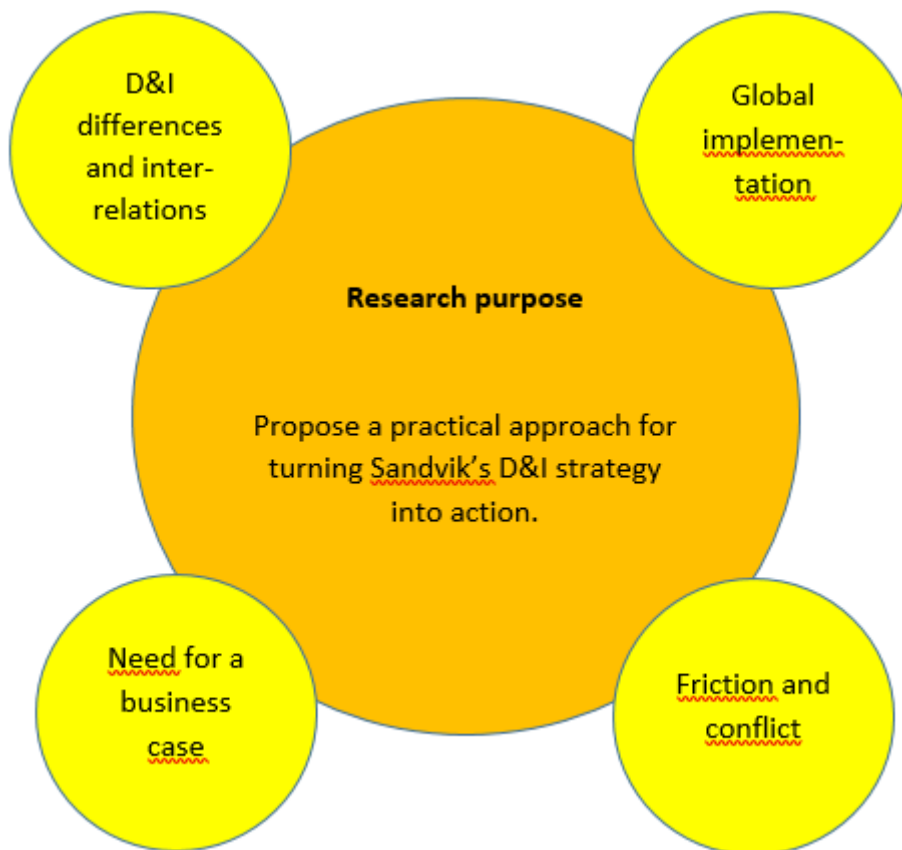 D&I
differences
and inter-
relations
Global
implemen-
tation
Research purpose
Propose a practical approach for
turning Sandvik’s D&I strategy
into action.
Need for a
business
case
Friction and
conflict